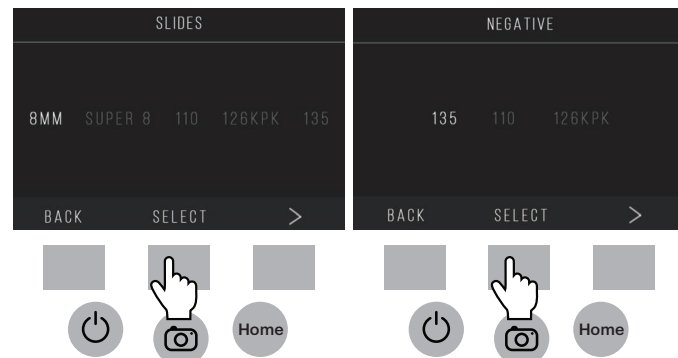 SLIDES
8MM SUPER 8 110 126KPK 135
BACK SELECT >
Home
NEGATIVE
135 110 126KPK
BACK SELECT >
Home